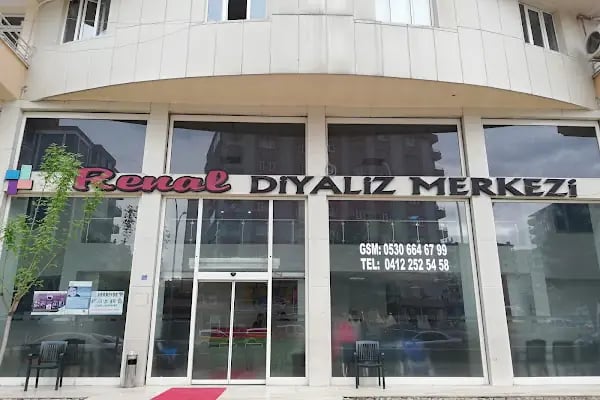 Renal DİYALİZ MERKEZİ
GSM: 0530 664 67 99
TEL: 0412 252 54 58